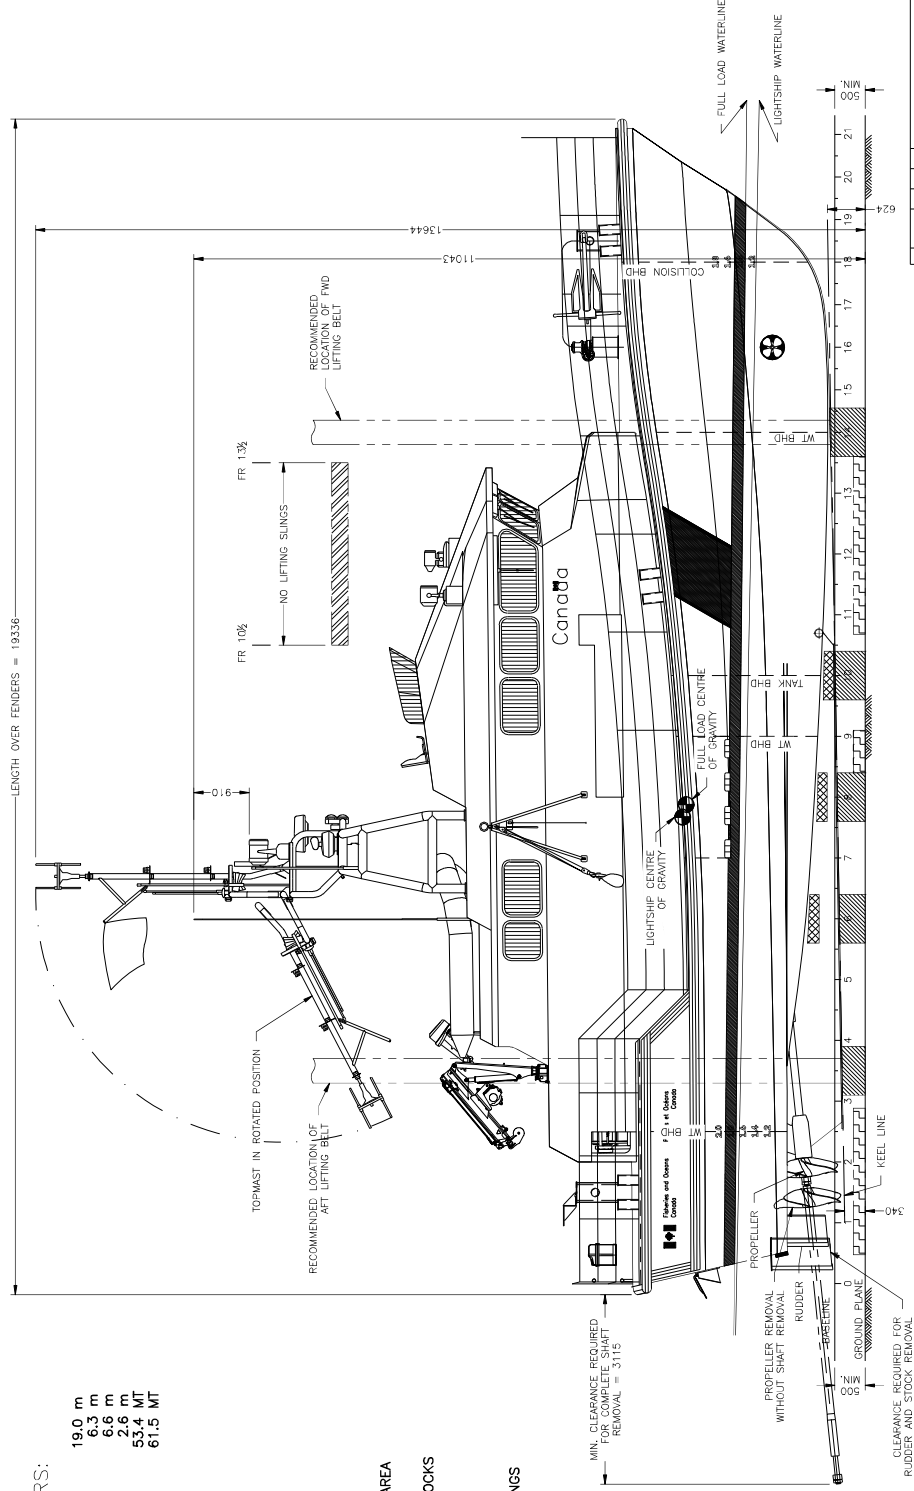 RS:
19.0 m
6.3 m
6.6 m
2.6 m
53.4 MT
61.5 MT
AREA
OCKS
NGS
LENGTH OVER FENDERS = 19336
13644
11043
910
TOPMAST IN ROTATED POSITION
RECOMMENDED LOCATION OF
AFT LIFTING BELT
FR 10½
FR 13½
NO LIFTING SLINGS
RECOMMENDED
LOCATION OF FWD
LIFTING BELT
Canada
Fisheries and Oceans
Canada
s et Océans
Canada
LIGHTSHIP CENTRE
OF GRAVITY
FULL LOAD CENTRE
OF GRAVITY
WT BHD
WT BHD
TANK BHD
WT BHD
COLLISION BHD
FULL LOAD WATERLINE
LIGHTSHIP WATERLINE
MIN. CLEARANCE REQUIRED
FOR COMPLETE SHAFT
REMOVAL = 3115
PROPELLER
PROPELLER REMOVAL
WITHOUT SHAFT REMOVAL
RUDDER
BASELINE
GROUND PLANE
CLEARANCE REQUIRED FOR
RUDDER AND STOCK REMOVAL
KEEL LINE
340
500
MIN.
500
MIN.
624
0
1
2
3
4
5
6
7
8
9
10
11
12
13
14
15
16
17
18
19
20
21